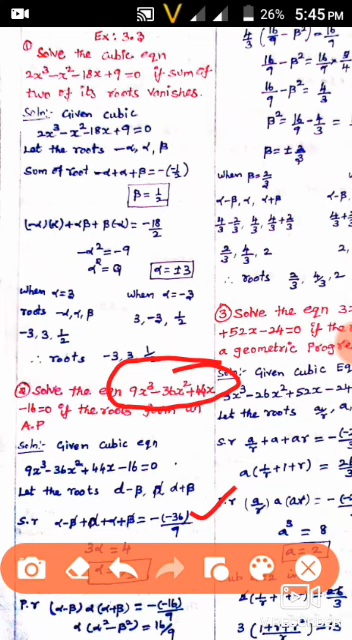 26% 5:45 PM
Ex: 3.3
① Solve the cubic eqn
2x³-x²-18x+9=0 if sum of
two of its roots vanishes.
Soln:- Given Cubic
2x³-x²-18x+9=0
Let the roots -α, α, β
Sum of root -α+α+β=-(-1/2)
β=1/2
(-α)(α)+αβ+β(-α)=-18/2
-α²=-9
α²=9 α=±3
when α=3 when α=-3
roots -α, α, β
-3, 3, 1/2 3, -3, 1/2
∴ roots -3, 3, 1/2
② Solve the eqn 9x³-36x²+44x
-16=0 if the roots form an
A.P
Soln:- Given Cubic eqn
9x³-36x²+44x-16=0
Let the roots α-β, α, α+β
S.r α-β+α+α+β=-(-36)/9
3α=4
P.r (α-β)α(α+β)=-(-16)/9
α(α²-β²)=16/9
4/3(16/9-β²)=16/9
16/9-β²=16/9×3/4
16/9-β²=4/3
β²=16/9-4/3=
β=±2/3
when β=2/3
α-β, α, α+β
4/3-2/3, 4/3, 4/3+2/3
2/3, 4/3, 2
∴ roots 2/3, 4/3, 2
③ Solve the eqn 3
+52x-24=0 if the
a geometric Progre
Soln:- Given Cubic e
3x³-26x²+52x-24
Let the roots a/r, a
S.r a/r+a+ar=-(-2
a(1/r+1+r)=26/3
P.r (a/r)a(ar)=-(-2
a³=8
a=2
3(1+r+r²)=13